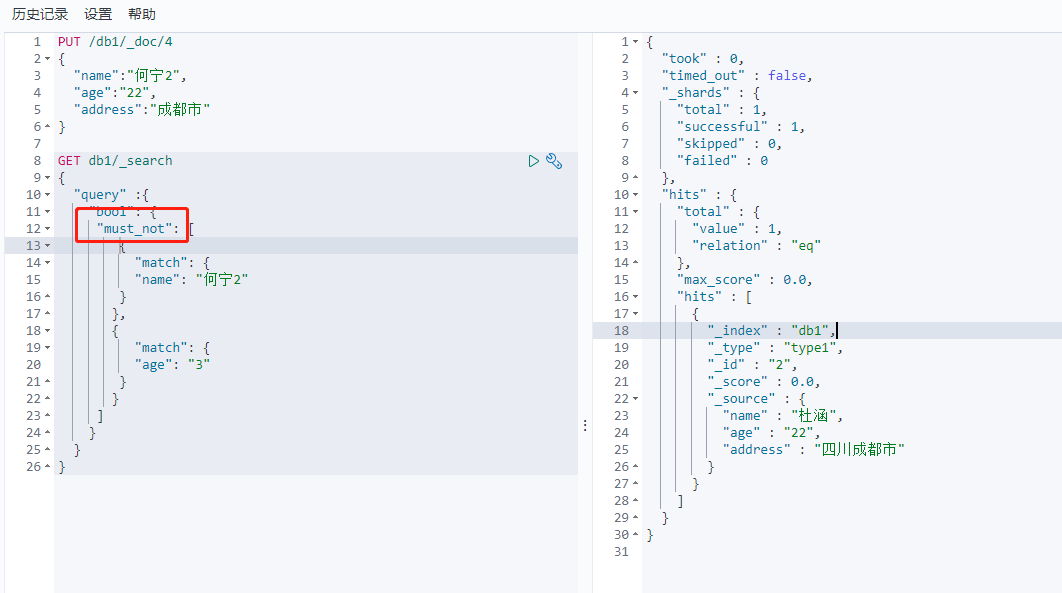 历史记录 设置 帮助
1 PUT /db1/_doc/4
2 {
3 "name":"何宁2",
4 "age":"22",
5 "address":"成都市"
6 }
7
8 GET db1/_search
9 {
10 "query" :{
11 "bool": {
12 "must_not": [
13 {
14 "match": {
15 "name": "何宁2"
16 }
17 },
18 {
19 "match": {
20 "age": "3"
21 }
22 }
23 ]
24 }
25 }
26 }
1 {
2 "took" : 0,
3 "timed_out" : false,
4 "_shards" : {
5 "total" : 1,
6 "successful" : 1,
7 "skipped" : 0,
8 "failed" : 0
9 },
10 "hits" : {
11 "total" : {
12 "value" : 1,
13 "relation" : "eq"
14 },
15 "max_score" : 0.0,
16 "hits" : [
17 {
18 "_index" : "db1",
19 "_type" : "type1",
20 "_id" : "2",
21 "_score" : 0.0,
22 "_source" : {
23 "name" : "杜涵",
24 "age" : "22",
25 "address" : "四川成都市"
26 }
27 }
28 ]
29 }
30 }
31